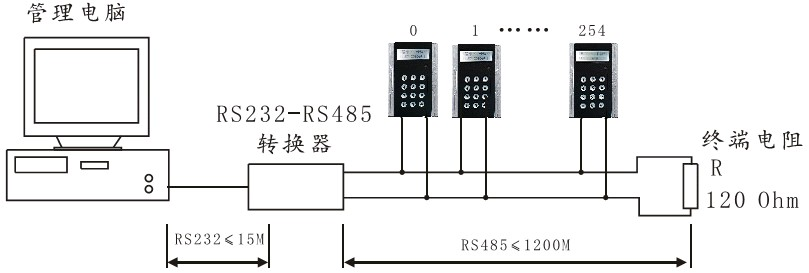 管理电脑
0 1 ...... 254
RS232-RS485
转换器
终端电阻
R
120 Ohm
RS232≤15M
RS485≤1200M